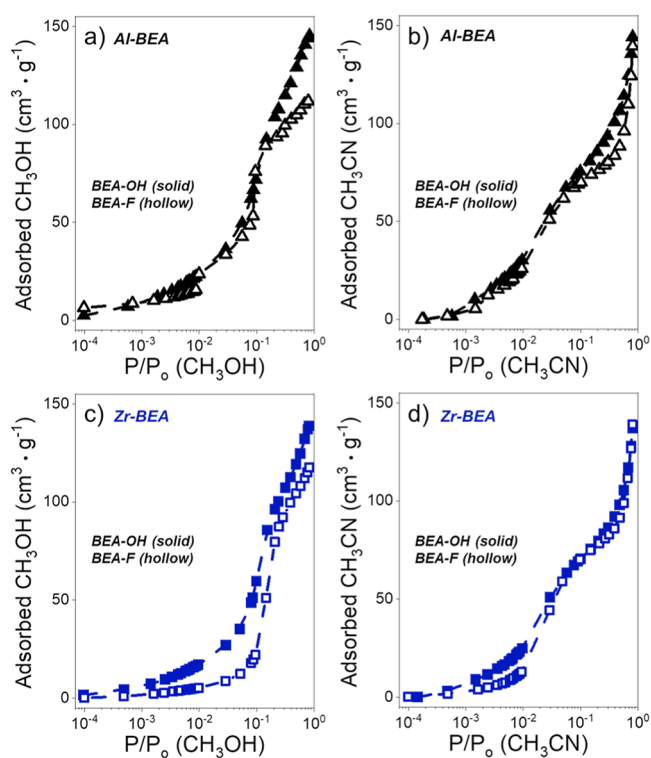 a) Al-BEA
Adsorbed CH₃OH (cm³ · g⁻¹)
150
100
50
0
BEA-OH (solid)
BEA-F (hollow)
10⁻⁴ 10⁻³ 10⁻² 10⁻¹ 10⁰
P/Pₒ (CH₃OH)
b) Al-BEA
Adsorbed CH₃CN (cm³ · g⁻¹)
150
100
50
0
BEA-OH (solid)
BEA-F (hollow)
10⁻⁴ 10⁻³ 10⁻² 10⁻¹ 10⁰
P/Pₒ (CH₃CN)
c) Zr-BEA
Adsorbed CH₃OH (cm³ · g⁻¹)
150
100
50
0
BEA-OH (solid)
BEA-F (hollow)
10⁻⁴ 10⁻³ 10⁻² 10⁻¹ 10⁰
P/Pₒ (CH₃OH)
d) Zr-BEA
Adsorbed CH₃CN (cm³ · g⁻¹)
150
100
50
0
BEA-OH (solid)
BEA-F (hollow)
10⁻⁴ 10⁻³ 10⁻² 10⁻¹ 10⁰
P/Pₒ (CH₃CN)